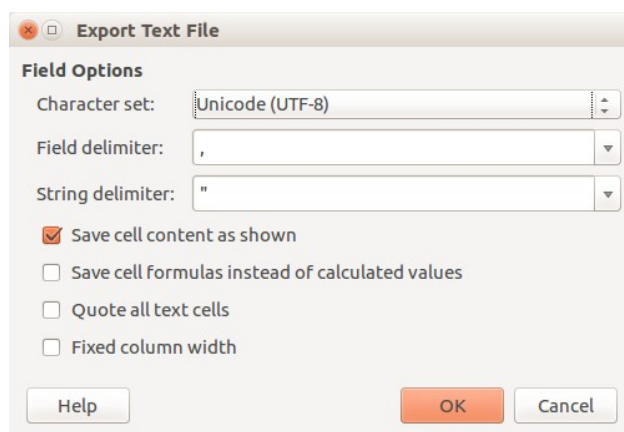 Export Text File
Field Options
Character set: Unicode (UTF-8)
Field delimiter: ,
String delimiter: "
Save cell content as shown
Save cell formulas instead of calculated values
Quote all text cells
Fixed column width
Help OK Cancel